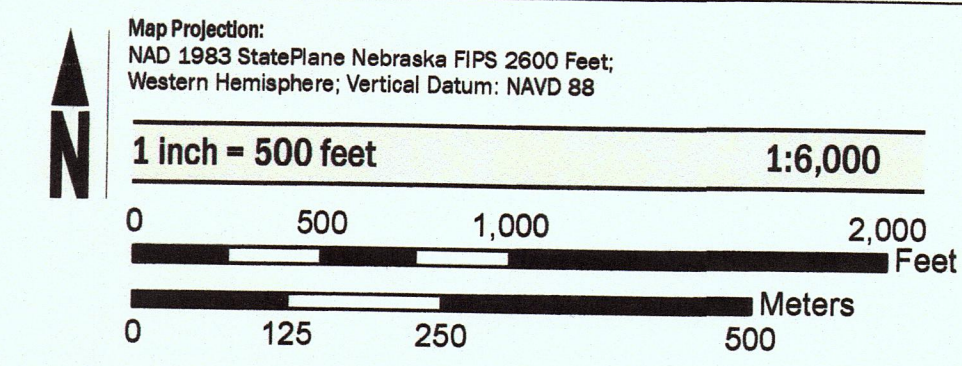 Map Projection:
NAD 1983 StatePlane Nebraska FIPS 2600 Feet;
Western Hemisphere; Vertical Datum: NAVD 88
N
1 inch = 500 feet 1:6,000
0 500 1,000 2,000
Feet
Meters
0 125 250 500